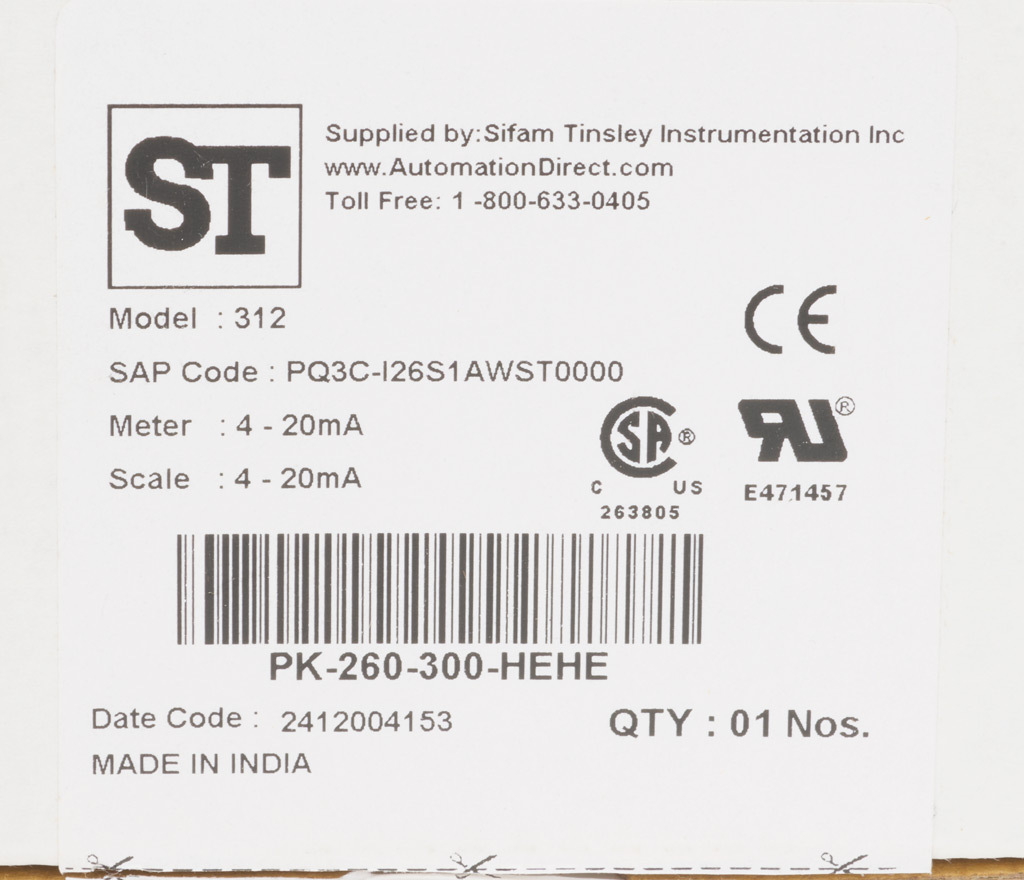 ST
Supplied by:Sifam Tinsley Instrumentation Inc
www.AutomationDirect.com
Toll Free: 1 -800-633-0405
Model : 312
CE
SAP Code : PQ3C-I26S1AWST0000
Meter : 4 - 20mA
Scale : 4 - 20mA
SA ®
C US
263805
RU ®
E471457
PK-260-300-HEHE
Date Code : 2412004153
QTY : 01 Nos.
MADE IN INDIA